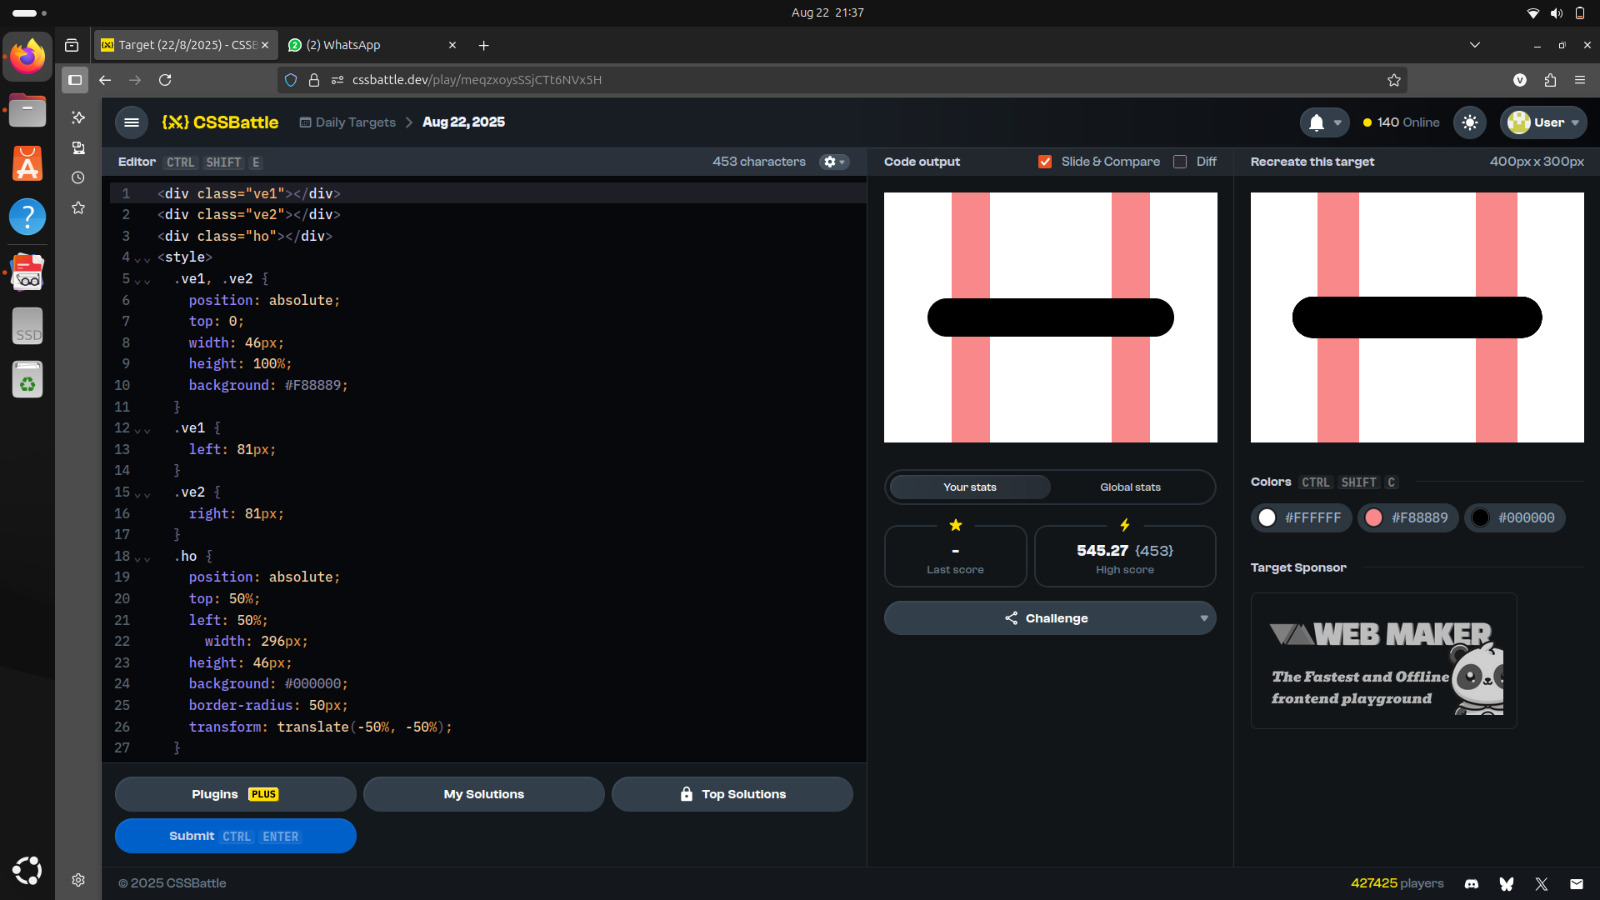 Aug 22 21:37
Target (22/8/2025) - CSSB
(2) WhatsApp
cssbattle.dev/play/meqzxoysSSjCTt6NVx5H
CSSBattle
Daily Targets
Aug 22, 2025
140 Online
User
Editor CTRL SHIFT E
453 characters
Code output
Slide & Compare
Diff
Recreate this target
400px x 300px
1 <div class="ve1"></div>
2 <div class="ve2"></div>
3 <div class="ho"></div>
4 <style>
5 .ve1, .ve2 {
6 position: absolute;
7 top: 0;
8 width: 46px;
9 height: 100%;
10 background: #F88889;
11 }
12 .ve1 {
13 left: 81px;
14 }
15 .ve2 {
16 right: 81px;
17 }
18 .ho {
19 position: absolute;
20 top: 50%;
21 left: 50%;
22 width: 296px;
23 height: 46px;
24 background: #000000;
25 border-radius: 50px;
26 transform: translate(-50%, -50%);
27 }
Your stats
Global stats
-
Last score
545.27 {453}
High score
Challenge
Colors CTRL SHIFT C
#FFFFFF
#F88889
#000000
Target Sponsor
WEB MAKER
The Fastest and Offline
frontend playground
Plugins PLUS
My Solutions
Top Solutions
Submit CTRL ENTER
© 2025 CSSBattle
427425 players
SSD